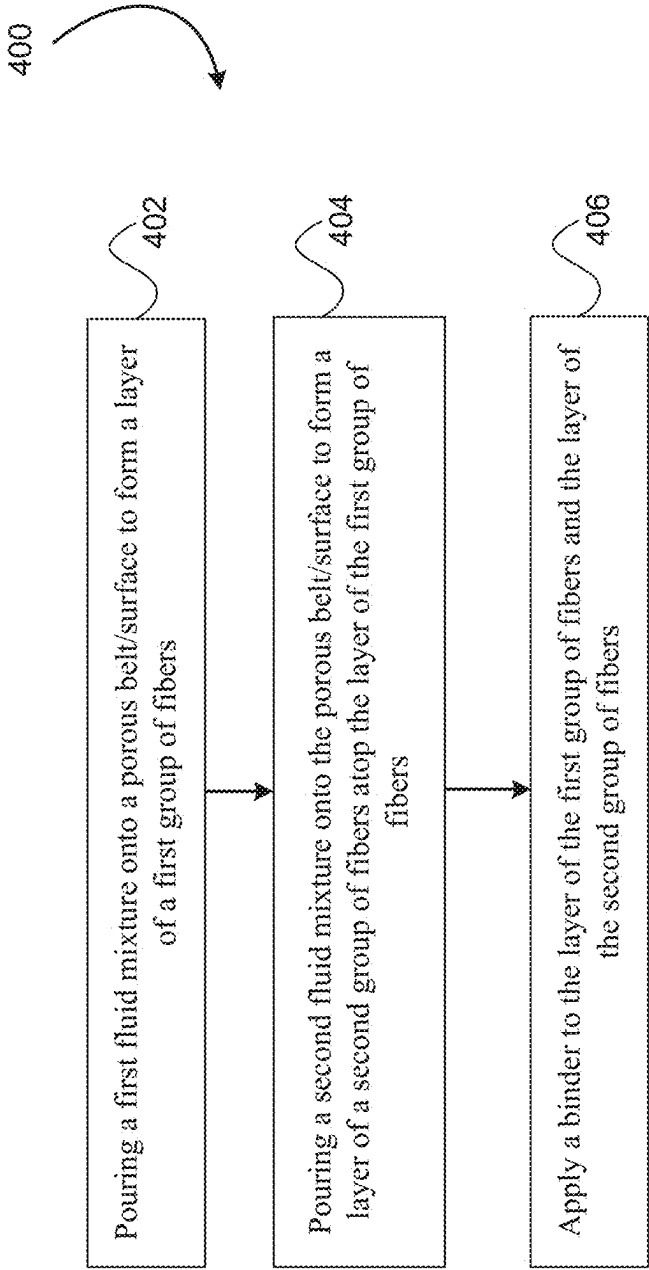 400
Pouring a first fluid mixture onto a porous belt/surface to form a layer
of a first group of fibers
402
Pouring a second fluid mixture onto the porous belt/surface to form a
layer of a second group of fibers atop the layer of the first group of
fibers
404
Apply a binder to the layer of the first group of fibers and the layer of
the second group of fibers
406